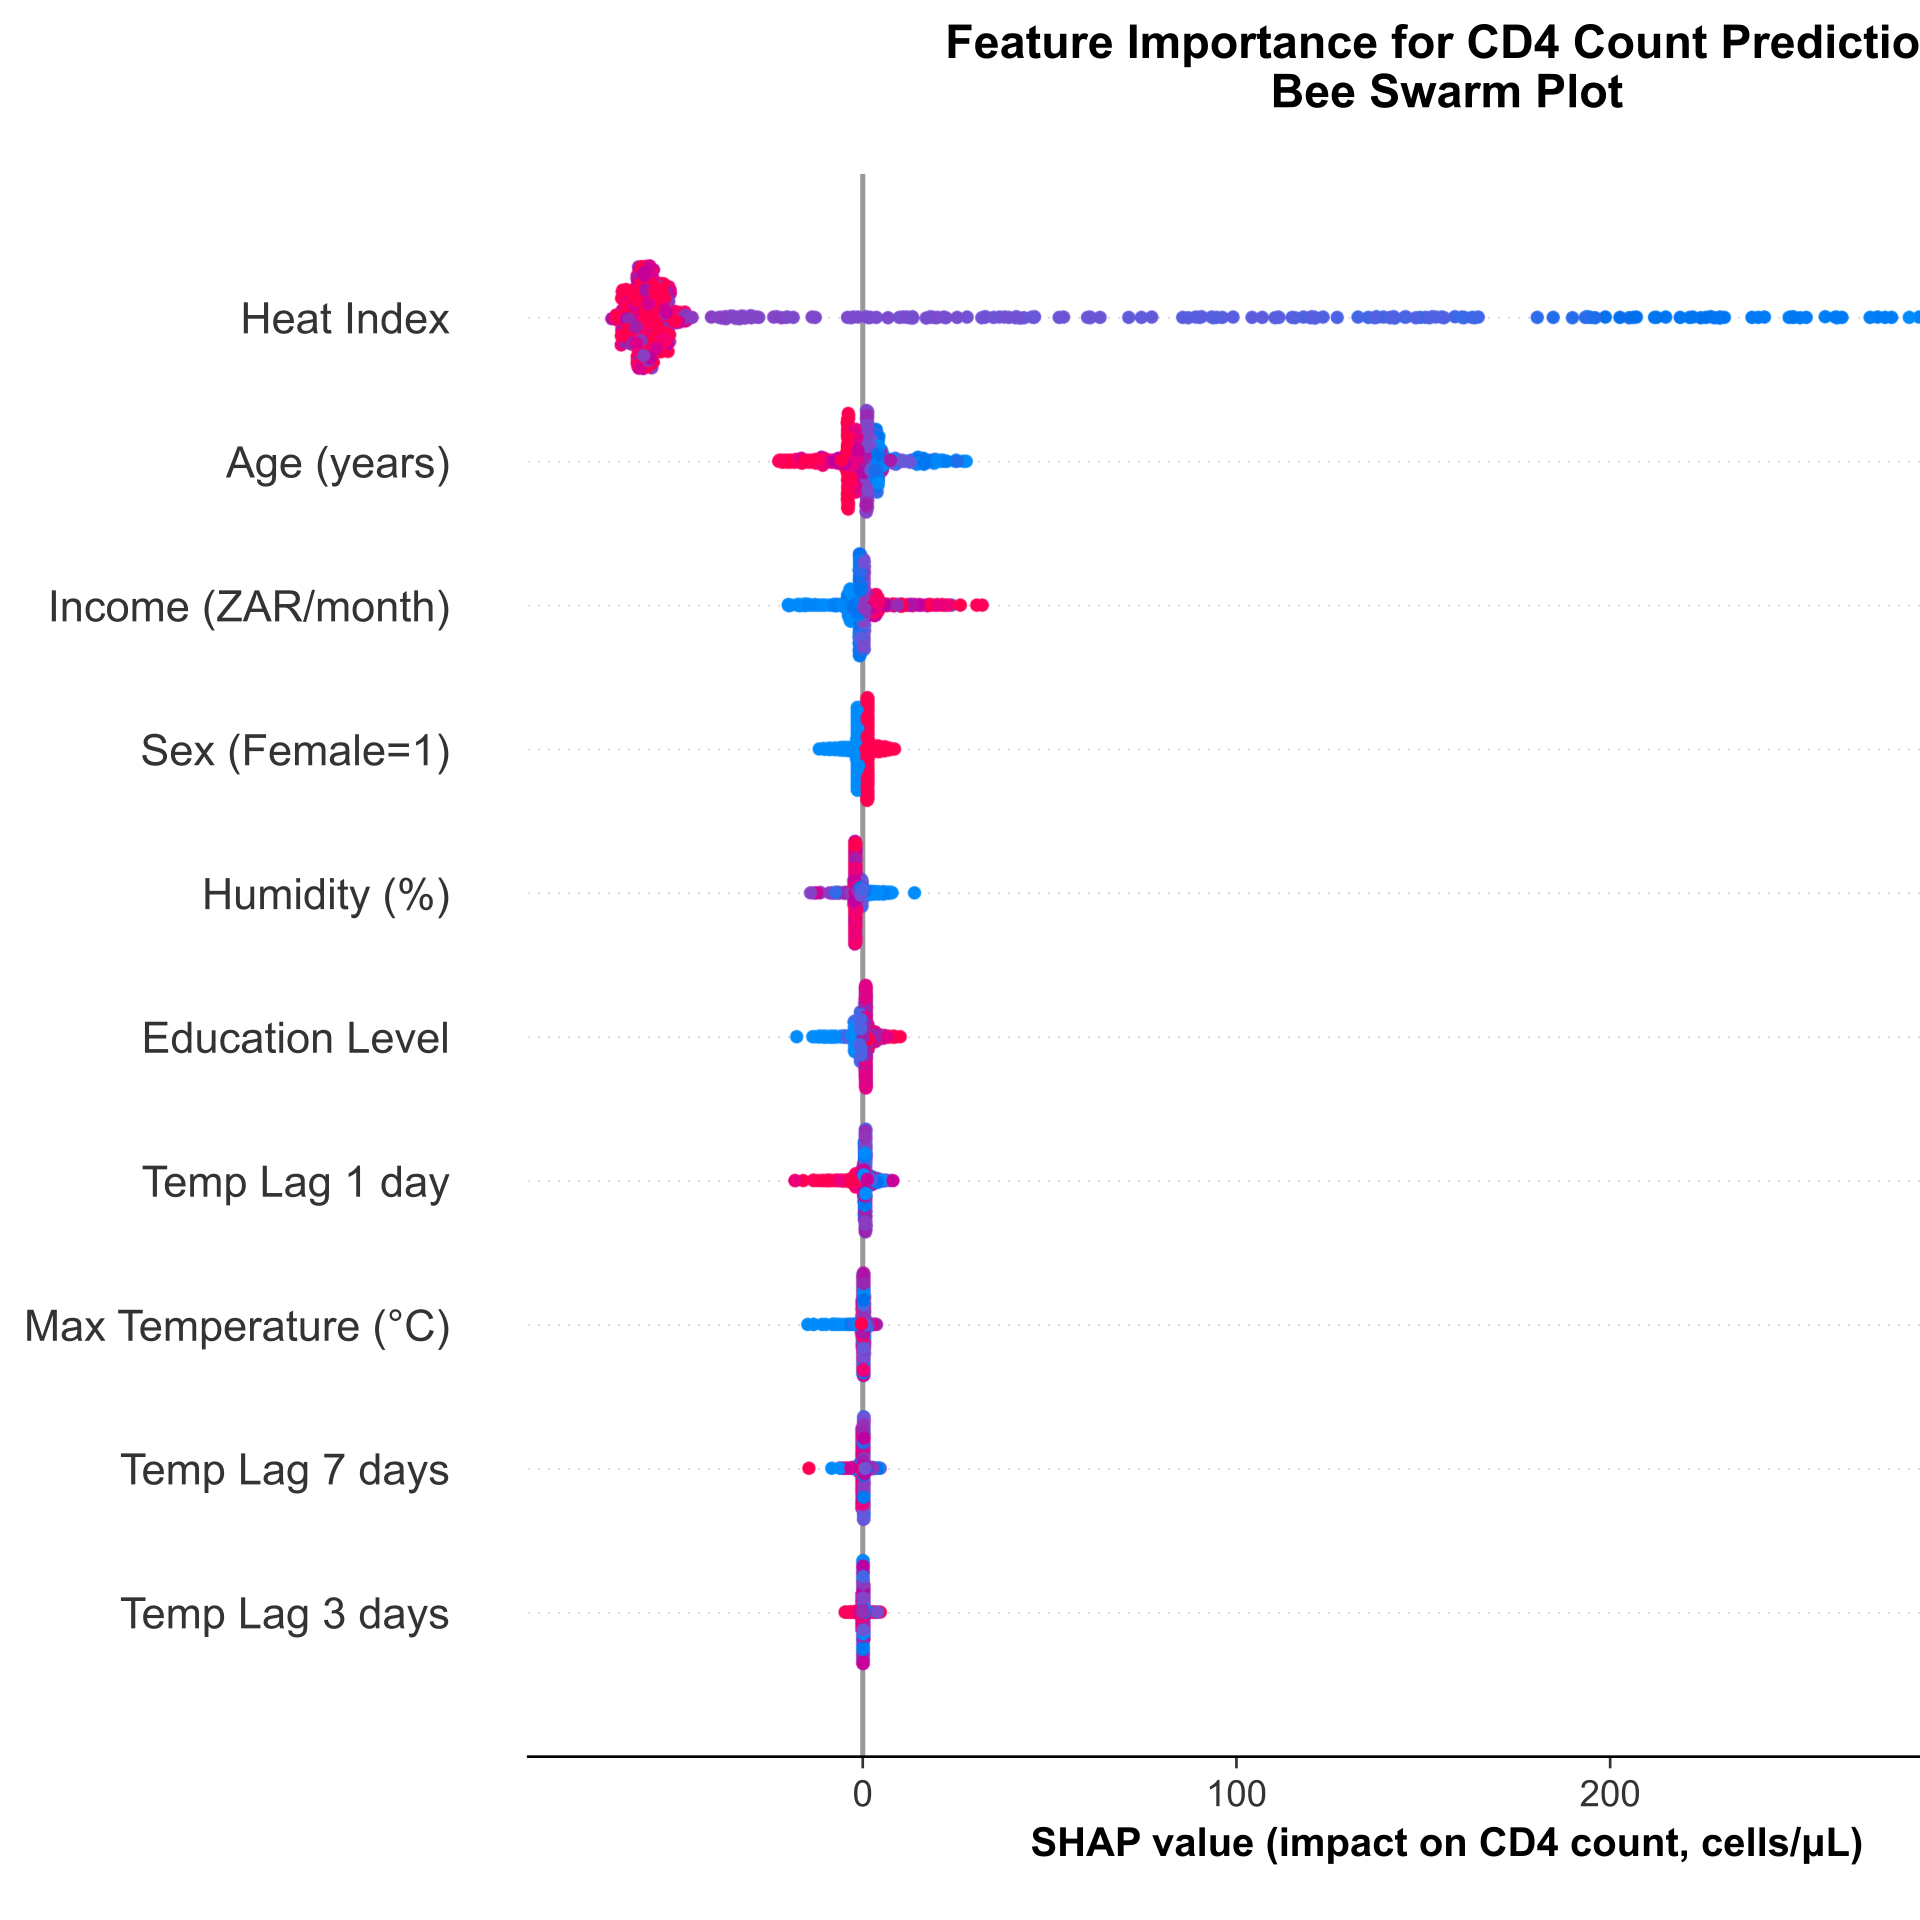 Feature Importance for CD4 Count Predictio
Bee Swarm Plot
Heat Index
Age (years)
Income (ZAR/month)
Sex (Female=1)
Humidity (%)
Education Level
Temp Lag 1 day
Max Temperature (°C)
Temp Lag 7 days
Temp Lag 3 days
0 100 200
SHAP value (impact on CD4 count, cells/μL)